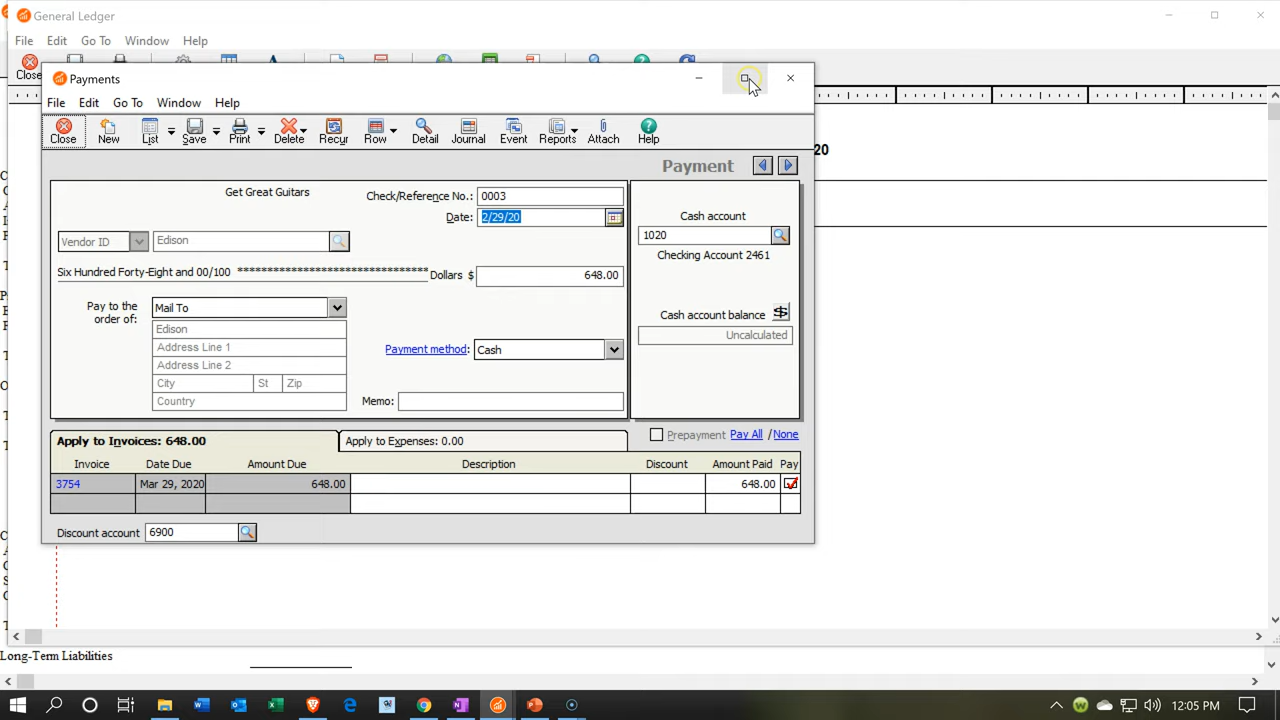 General Ledger
File Edit Go To Window Help
Close
Payments
File Edit Go To Window Help
Close New List Save Print Delete Recur Row Detail Journal Event Reports Attach Help
20
Payment
Get Great Guitars
Check/Reference No.: 0003
Date: 2/29/20
Vendor ID Edison
Six Hundred Forty-Eight and 00/100 ******************************** Dollars $ 648.00
Pay to the order of: Mail To
Edison
Address Line 1
Address Line 2
City St Zip
Country
Payment method: Cash
Memo:
Cash account
1020
Checking Account 2461
Cash account balance
Uncalculated
Apply to Invoices: 648.00 Apply to Expenses: 0.00 Prepayment Pay All / None
Invoice Date Due Amount Due Description Discount Amount Paid Pay
3754 Mar 29, 2020 648.00 648.00
Discount account 6900
Long-Term Liabilities
12:05 PM